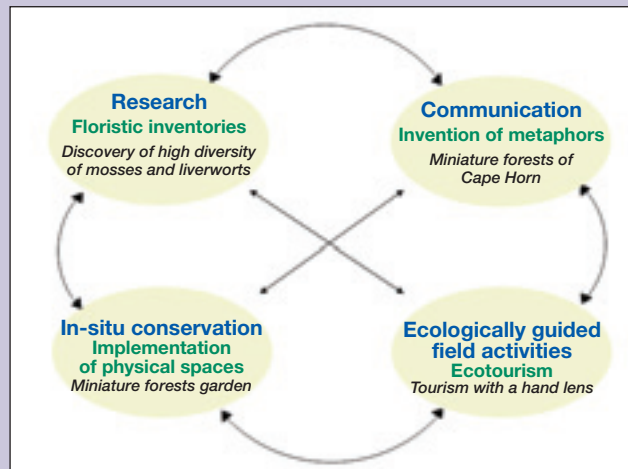 Research
Floristic inventories
Discovery of high diversity
of mosses and liverworts
Communication
Invention of metaphors
Miniature forests of
Cape Horn
In-situ conservation
Implementation
of physical spaces
Miniature forests garden
Ecologically guided
field activities
Ecotourism
Tourism with a hand lens